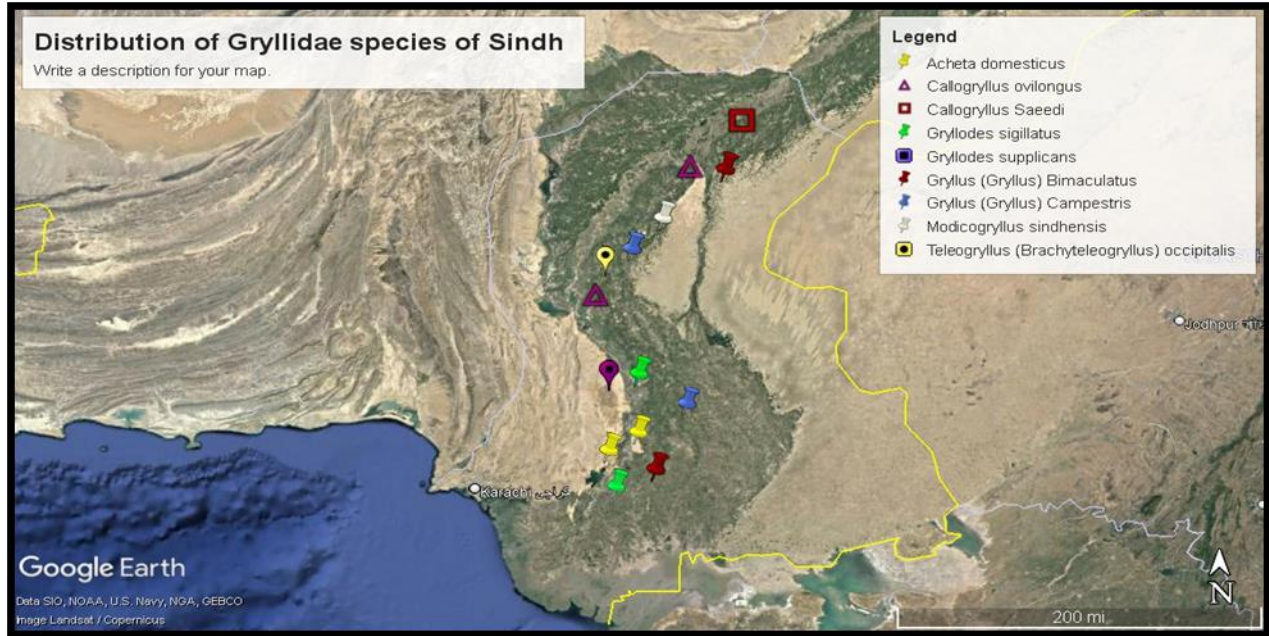 Distribution of Gryllidae species of Sindh
Write a description for your map.
Legend
Acheta domesticus
Callogryllus ovilongus
Callogryllus Saeedi
Gryllodes sigillatus
Gryllodes supplicans
Gryllus (Gryllus) Bimaculatus
Gryllus (Gryllus) Campestris
Modicogryllus sindhensis
Teleogryllus (Brachyteleogryllus) occipitalis
Jodhpur
Karachi کراچی
Google Earth
Data SIO, NOAA, U.S. Navy, NGA, GEBCO
Image Landsat / Copernicus
N
200 mi